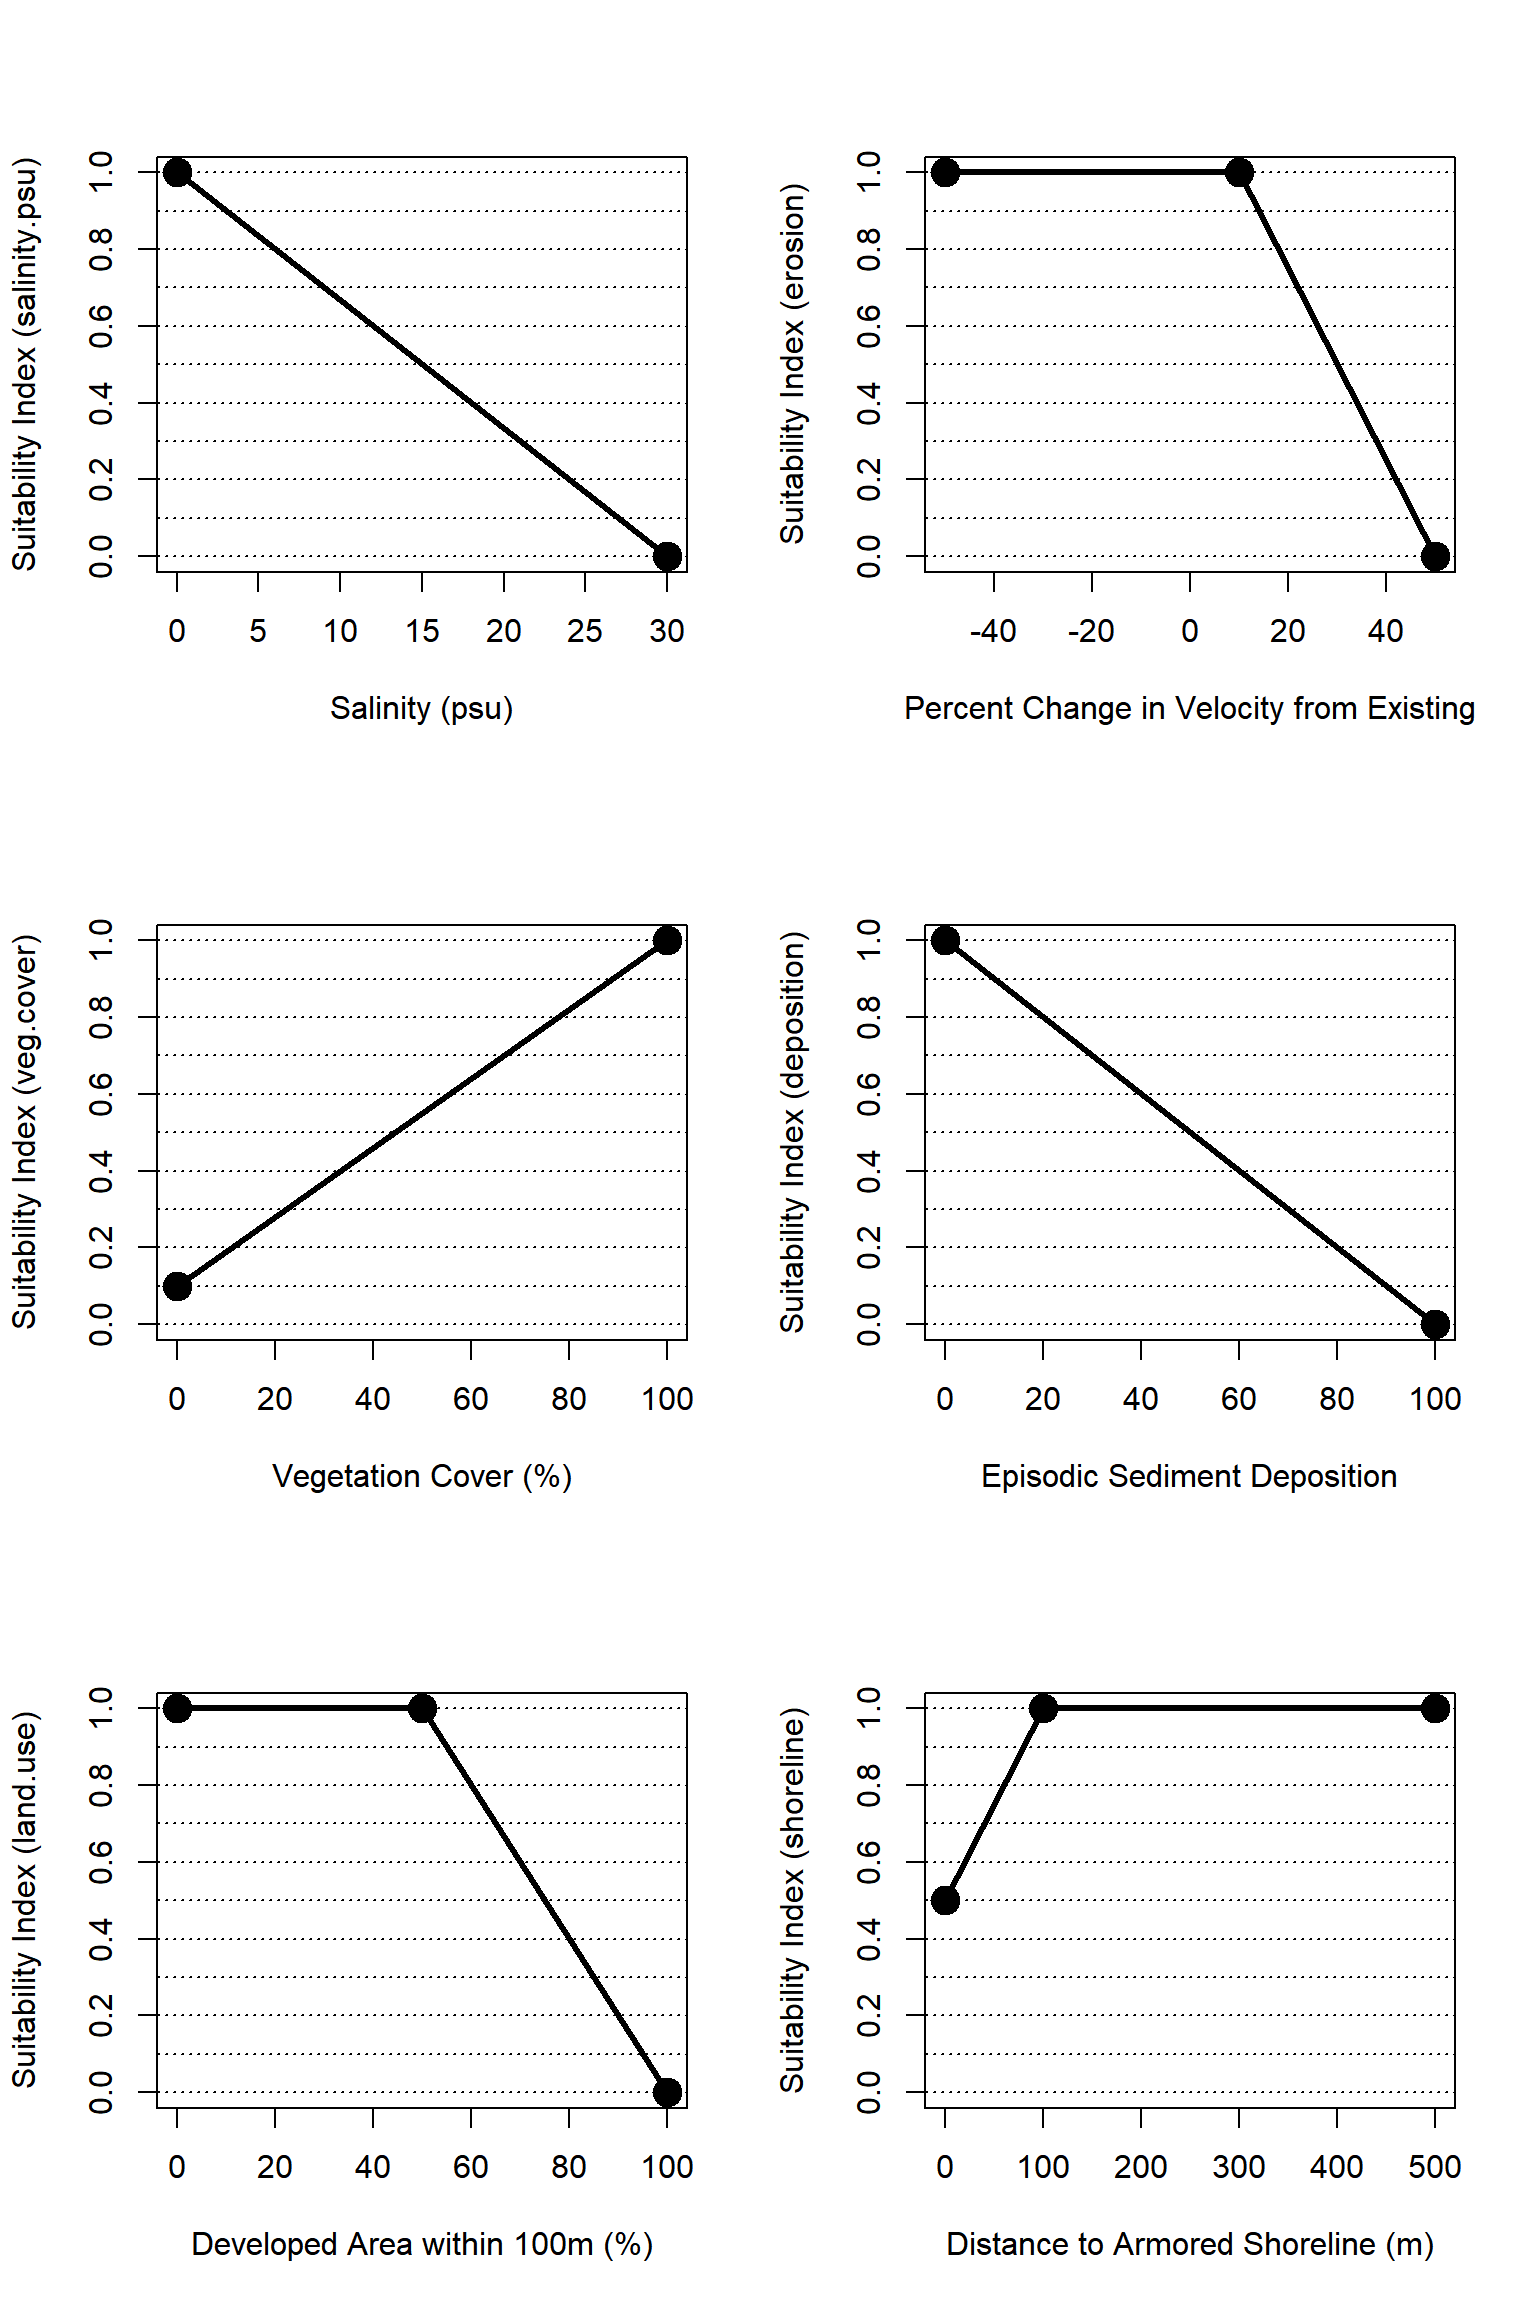 Suitability Index (salinity.psu)
0.0 0.2 0.4 0.6 0.8 1.0
0 5 10 15 20 25 30
Salinity (psu)
Suitability Index (erosion)
0.0 0.2 0.4 0.6 0.8 1.0
-40 -20 0 20 40
Percent Change in Velocity from Existing
Suitability Index (veg.cover)
0.0 0.2 0.4 0.6 0.8 1.0
0 20 40 60 80 100
Vegetation Cover (%)
Suitability Index (deposition)
0.0 0.2 0.4 0.6 0.8 1.0
0 20 40 60 80 100
Episodic Sediment Deposition
Suitability Index (land.use)
0.0 0.2 0.4 0.6 0.8 1.0
0 20 40 60 80 100
Developed Area within 100m (%)
Suitability Index (shoreline)
0.0 0.2 0.4 0.6 0.8 1.0
0 100 200 300 400 500
Distance to Armored Shoreline (m)